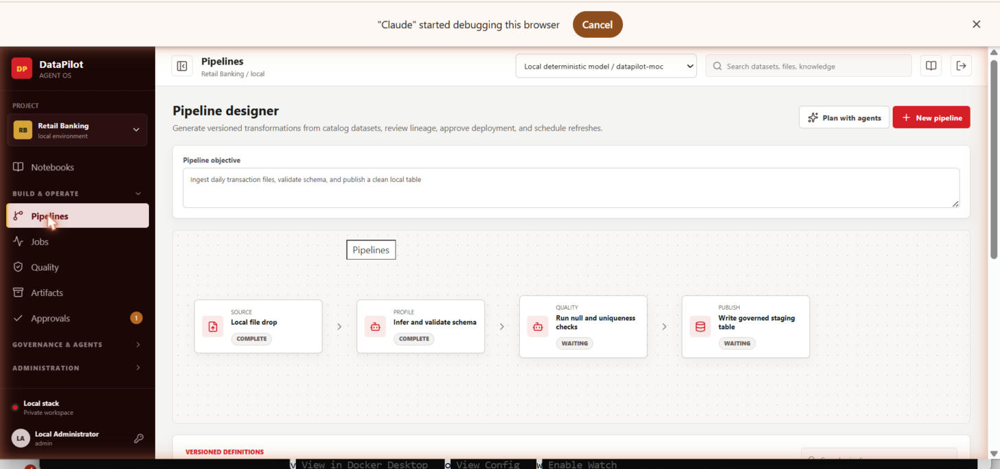 "Claude" started debugging this browser
Cancel
DP
DataPilot
AGENT OS
PROJECT
RB
Retail Banking
local environment
Notebooks
BUILD & OPERATE
Pipelines
Jobs
Quality
Artifacts
Approvals
1
GOVERNANCE & AGENTS
ADMINISTRATION
Local stack
Private workspace
LA
Local Administrator
admin
Pipelines
Retail Banking / local
Local deterministic model / datapilot-moc
Search datasets, files, knowledge
Pipeline designer
Generate versioned transformations from catalog datasets, review lineage, approve deployment, and schedule refreshes.
Plan with agents
New pipeline
Pipeline objective
Ingest daily transaction files, validate schema, and publish a clean local table
Pipelines
SOURCE
Local file drop
COMPLETE
PROFILE
Infer and validate schema
COMPLETE
QUALITY
Run null and uniqueness
checks
WAITING
PUBLISH
Write governed staging
table
WAITING
VERSIONED DEFINITIONS
v View in Docker Desktop o View Config w Enable Watch